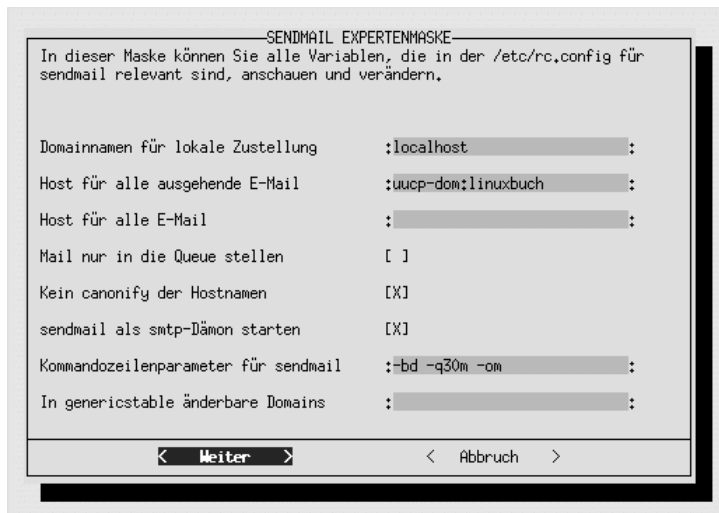 SENDMAIL EXPERTENMASKE
In dieser Maske können Sie alle Variablen, die in der /etc/rc.config für
sendmail relevant sind, anschauen und verändern.
Domainnamen für lokale Zustellung :localhost :
Host für alle ausgehende E-Mail :uucp-dom:linuxbuch :
Host für alle E-Mail : :
Mail nur in die Queue stellen [ ]
Kein canonify der Hostnamen [X]
sendmail als smtp-Dämon starten [X]
Kommandozeilenparameter für sendmail :-bd -q30m -om :
In genericstable änderbare Domains : :
< Weiter > < Abbruch >